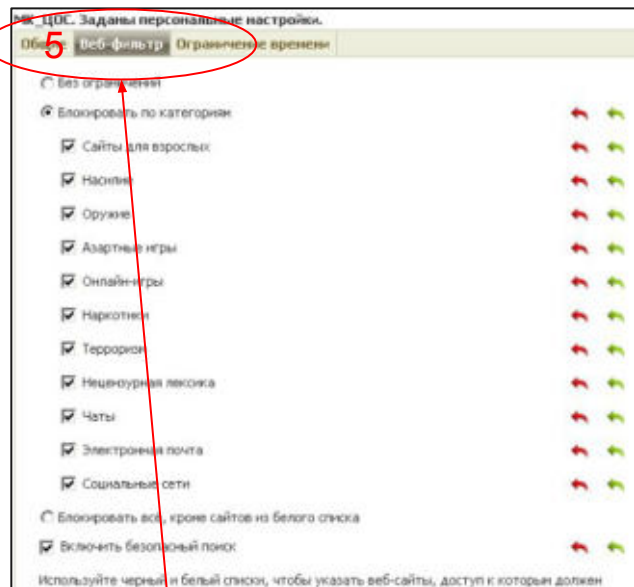 МК_ЦОС. Заданы персональные настройки.
Общие 5 Веб-фильтр Ограничение времени
Без ограничений
Блокировать по категориям
Сайты для взрослых
Насилие
Оружие
Азартные игры
Онлайн-игры
Наркотики
Терроризм
Нецензурная лексика
Чаты
Электронная почта
Социальные сети
Блокировать всё, кроме сайтов из белого списка
Включить безопасный поиск
Используйте черный и белый списки, чтобы указать веб-сайты, доступ к которым должен